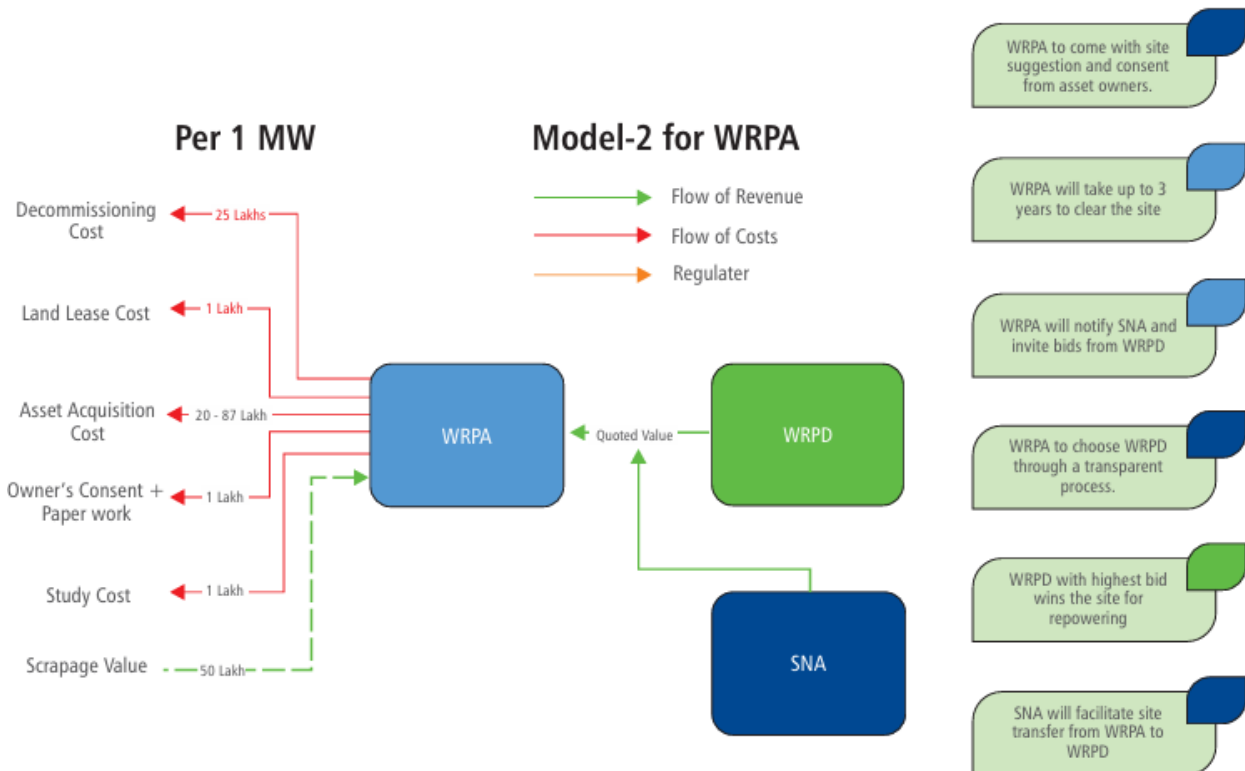 Per 1 MW
Decommissioning
Cost
25 Lakhs
Land Lease Cost
1 Lakh
Asset Acquisition
Cost
20 - 87 Lakh
Owner's Consent +
Paper work
1 Lakh
Study Cost
1 Lakh
Scrapage Value
50 Lakh
Model-2 for WRPA
Flow of Revenue
Flow of Costs
Regulater
WRPA
Quoted Value
WRPD
SNA
WRPA to come with site
suggestion and consent
from asset owners.
WRPA will take up to 3
years to clear the site
WRPA will notify SNA and
invite bids from WRPD
WRPA to choose WRPD
through a transparent
process.
WRPD with highest bid
wins the site for
repowering
SNA will facilitate site
transfer from WRPA to
WRPD